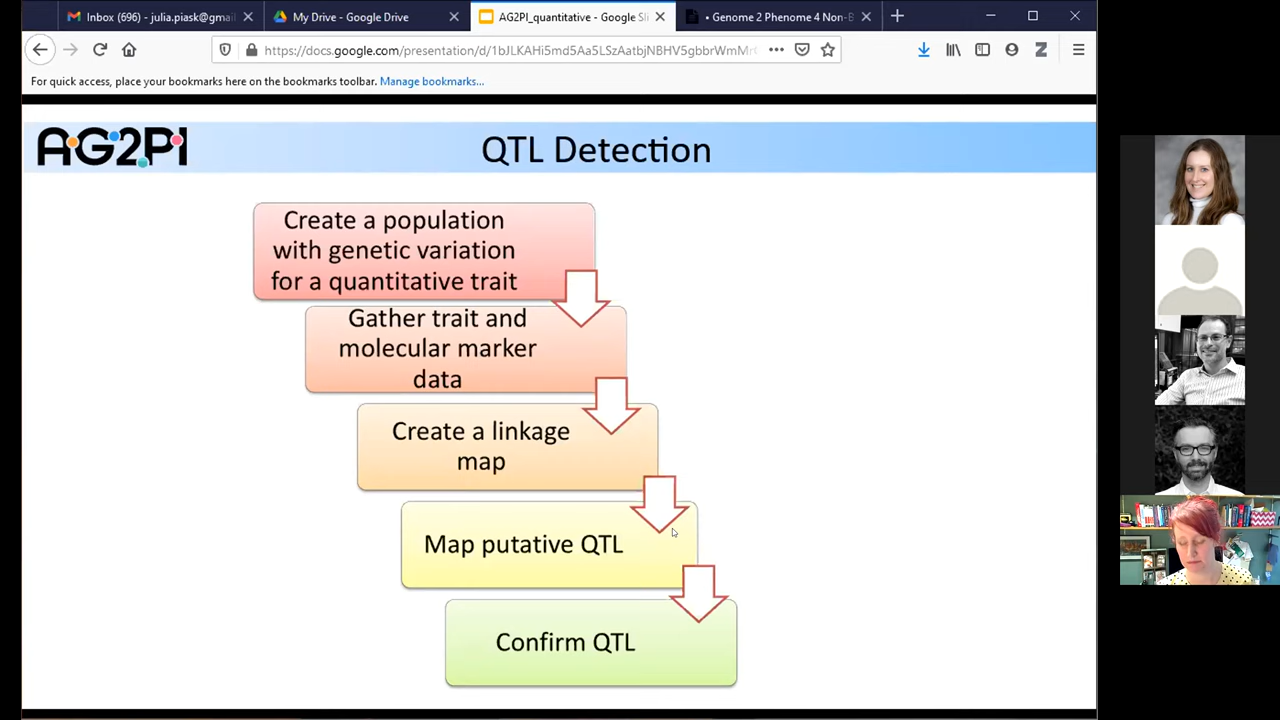 Inbox (696) - julia.piask@gmai
My Drive - Google Drive
AG2PI_quantitative - Google Sli
• Genome 2 Phenome 4 Non-B
https://docs.google.com/presentation/d/
For quick access, place your bookmarks here on the bookmarks toolbar. Manage bookmarks...
AG2PI
QTL Detection
Create a population
with genetic variation
for a quantitative trait
Gather trait and
molecular marker
data
Create a linkage
map
Map putative QTL
Confirm QTL